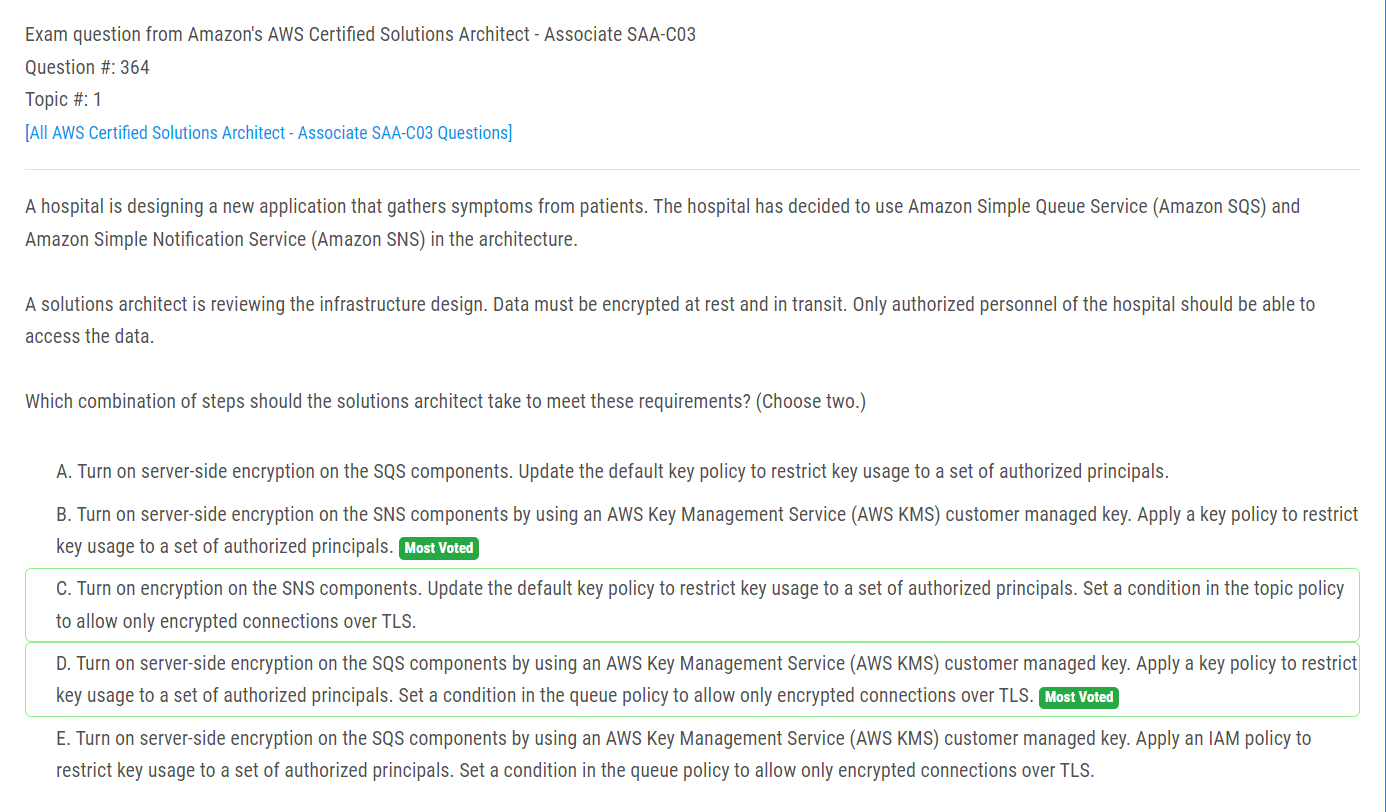 Exam question from Amazon's AWS Certified Solutions Architect - Associate SAA-C03
Question #: 364
Topic #: 1
[All AWS Certified Solutions Architect - Associate SAA-C03 Questions]
A hospital is designing a new application that gathers symptoms from patients. The hospital has decided to use Amazon Simple Queue Service (Amazon SQS) and
Amazon Simple Notification Service (Amazon SNS) in the architecture.
A solutions architect is reviewing the infrastructure design. Data must be encrypted at rest and in transit. Only authorized personnel of the hospital should be able to
access the data.
Which combination of steps should the solutions architect take to meet these requirements? (Choose two.)
A. Turn on server-side encryption on the SQS components. Update the default key policy to restrict key usage to a set of authorized principals.
B. Turn on server-side encryption on the SNS components by using an AWS Key Management Service (AWS KMS) customer managed key. Apply a key policy to restrict
key usage to a set of authorized principals. Most Voted
C. Turn on encryption on the SNS components. Update the default key policy to restrict key usage to a set of authorized principals. Set a condition in the topic policy
to allow only encrypted connections over TLS.
D. Turn on server-side encryption on the SQS components by using an AWS Key Management Service (AWS KMS) customer managed key. Apply a key policy to restrict
key usage to a set of authorized principals. Set a condition in the queue policy to allow only encrypted connections over TLS. Most Voted
E. Turn on server-side encryption on the SQS components by using an AWS Key Management Service (AWS KMS) customer managed key. Apply an IAM policy to
restrict key usage to a set of authorized principals. Set a condition in the queue policy to allow only encrypted connections over TLS.